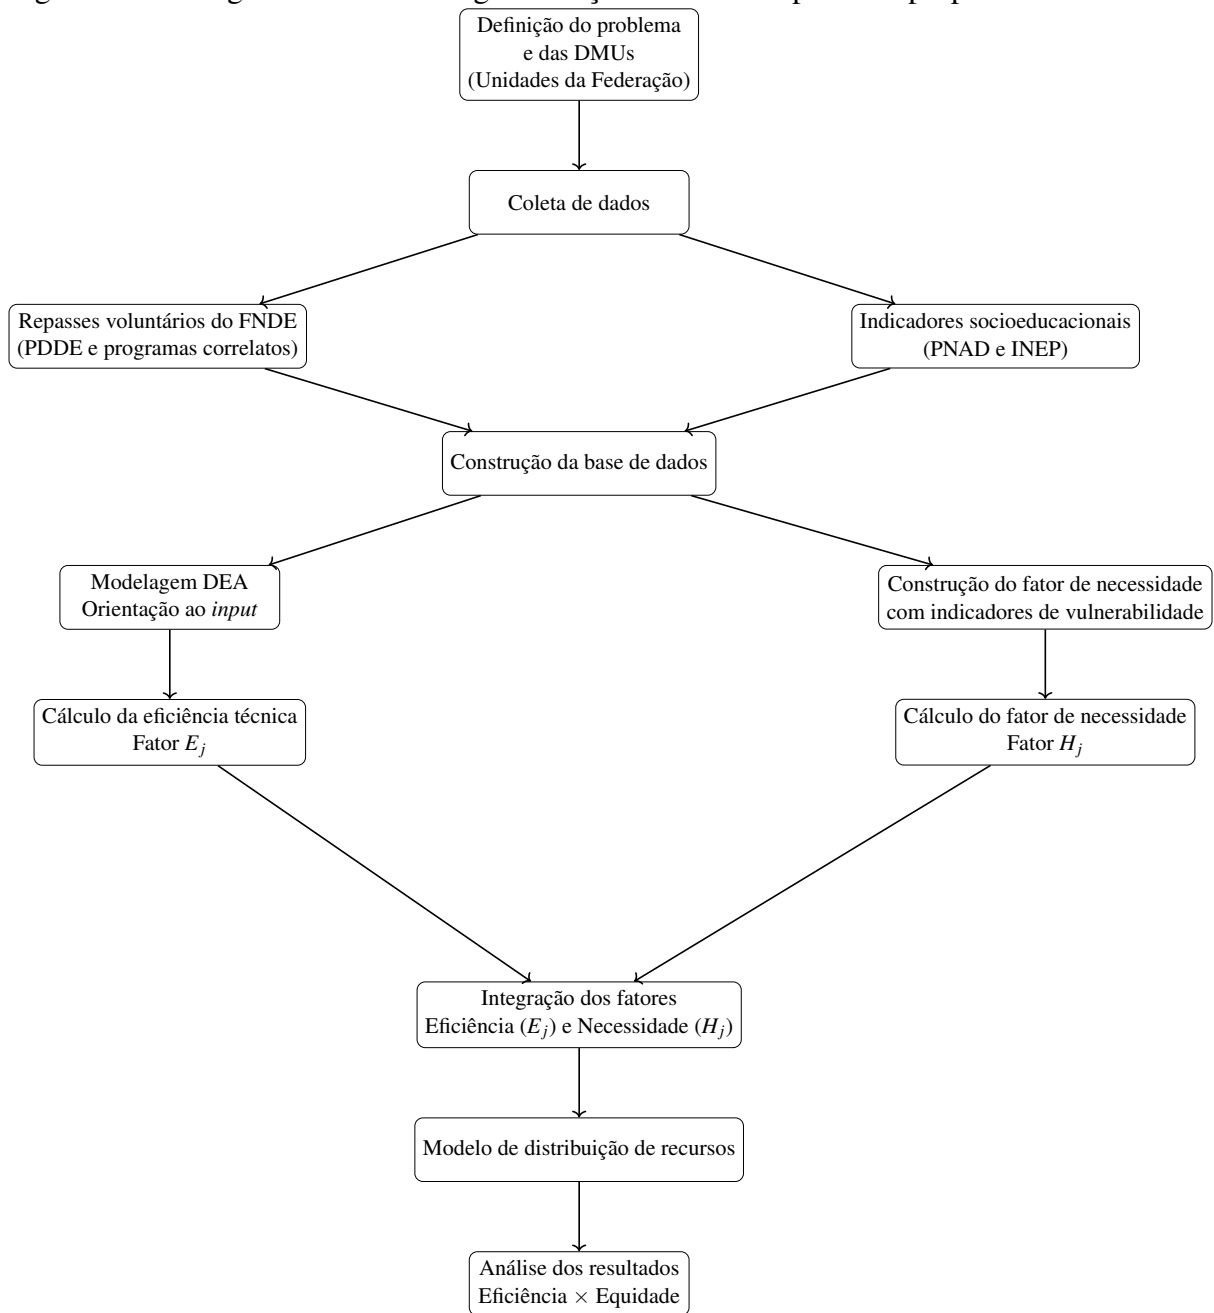 Definição do problema
e das DMUs
(Unidades da Federação)
Coleta de dados
Repasses voluntários do FNDE
(PDDE e programas correlatos)
Indicadores socioeducacionais
(PNAD e INEP)
Construção da base de dados
Modelagem DEA
Orientação ao input
Construção do fator de necessidade
com indicadores de vulnerabilidade
Cálculo da eficiência técnica
Fator E_j
Cálculo do fator de necessidade
Fator H_j
Integração dos fatores
Eficiência (E_j) e Necessidade (H_j)
Modelo de distribuição de recursos
Análise dos resultados
Eficiência × Equidade